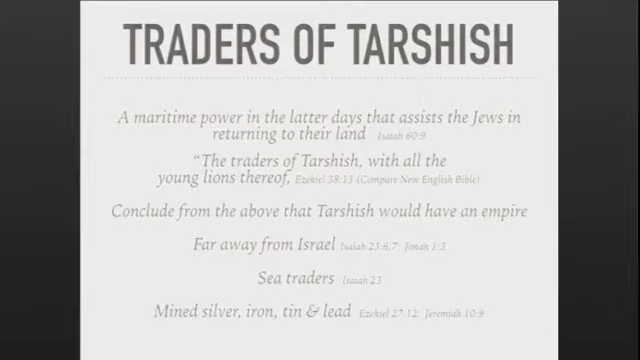 TRADERS OF TARSHISH
A maritime power in the latter days that assists the Jews in
returning to their land Isaiah 60:9
"The traders of Tarshish, with all the
young lions thereof, Ezekiel 38:13 (Compare New English Bible)
Conclude from the above that Tarshish would have an empire
Far away from Israel Isaiah 23:6,7; Jonah 1:3
Sea traders Isaiah 23
Mined silver, iron, tin & lead Ezekiel 27:12; Jeremiah 10:9